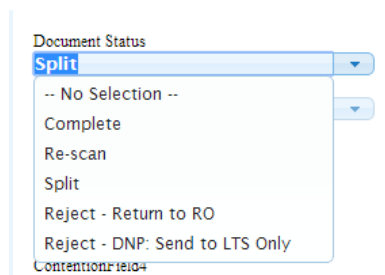 Document Status
Split
-- No Selection --
Complete
Re-scan
Split
Reject - Return to RO
Reject - DNP: Send to LTS Only
ContentionField4